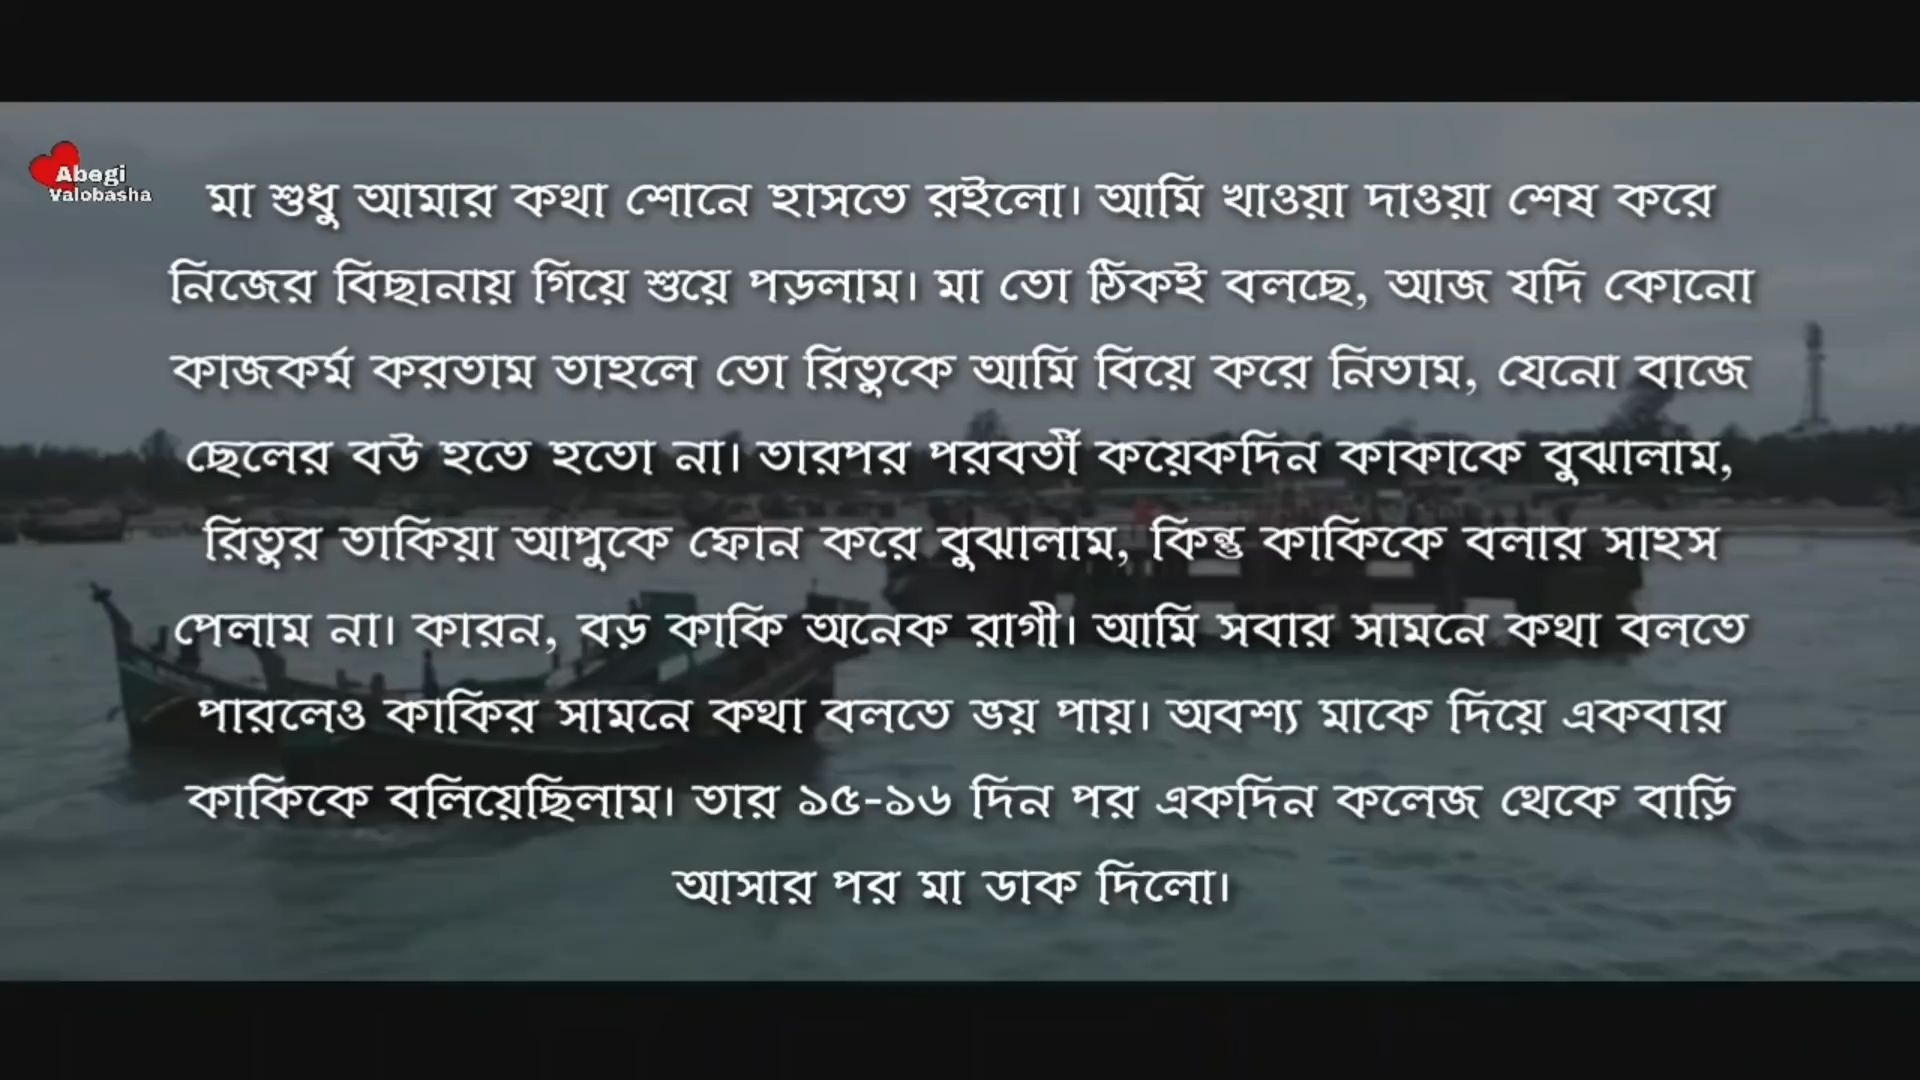 Abegi
Valobasha
মা শুধু আমার কথা শোনে হাসতে রইলো। আমি খাওয়া দাওয়া শেষ করে
নিজের বিছানায় গিয়ে শুয়ে পড়লাম। মা তো ঠিকই বলছে, আজ যদি কোনো
কাজকর্ম করতাম তাহলে তো রিতুকে আমি বিয়ে করে নিতাম, যেনো বাজে
ছেলের বউ হতে হতো না। তারপর পরবর্তী কয়েকদিন কাকাকে বুঝালাম,
রিতুর তাকিয়া আপুকে ফোন করে বুঝালাম, কিন্তু কাকিকে বলার সাহস
পেলাম না। কারন, বড় কাকি অনেক রাগী। আমি সবার সামনে কথা বলতে
পারলেও কাকির সামনে কথা বলতে ভয় পায়। অবশ্য মাকে দিয়ে একবার
কাকিকে বলিয়েছিলাম। তার ১৫-১৬ দিন পর একদিন কলেজ থেকে বাড়ি
আসার পর মা ডাক দিলো।